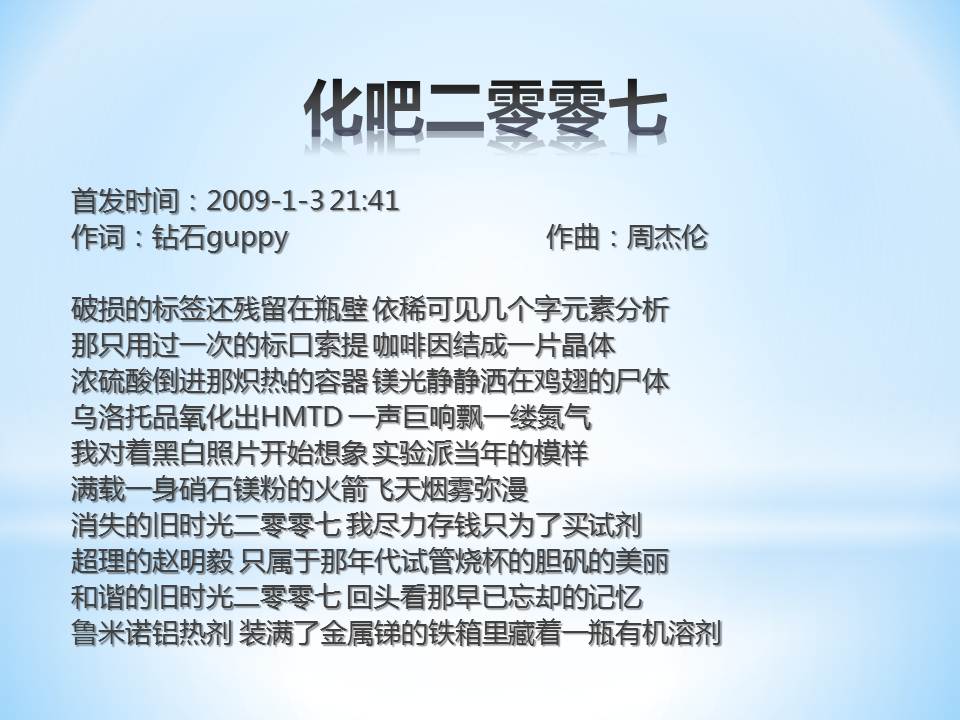 化吧二零零七
首发时间：2009-1-3 21:41
作词：钻石guppy 作曲：周杰伦
破损的标签还残留在瓶壁 依稀可见几个字元素分析
那只用过一次的标口索提 咖啡因结成一片晶体
浓硫酸倒进那炽热的容器 镁光静静洒在鸡翅的尸体
乌洛托品氧化出HMTD 一声巨响飘一缕氨气
我对着黑白照片开始想象 实验派当年的模样
满载一身硝石镁粉的火箭飞天烟雾弥漫
消失的旧时光二零零七 我尽力存钱只为了买试剂
超理的赵明毅 只属于那年代试管烧杯的胆矾的美丽
和谐的旧时光二零零七 回头看那早已忘却的记忆
鲁米诺铝热剂 装满了金属锑的铁箱里藏着一瓶有机溶剂